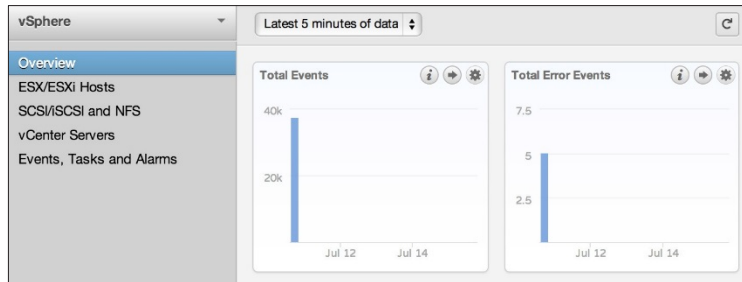 vSphere
Overview
ESX/ESXi Hosts
SCSI/iSCSI and NFS
vCenter Servers
Events, Tasks and Alarms
Latest 5 minutes of data
Total Events
40k
20k
Jul 12 Jul 14
Total Error Events
7.5
5
2.5
Jul 12 Jul 14